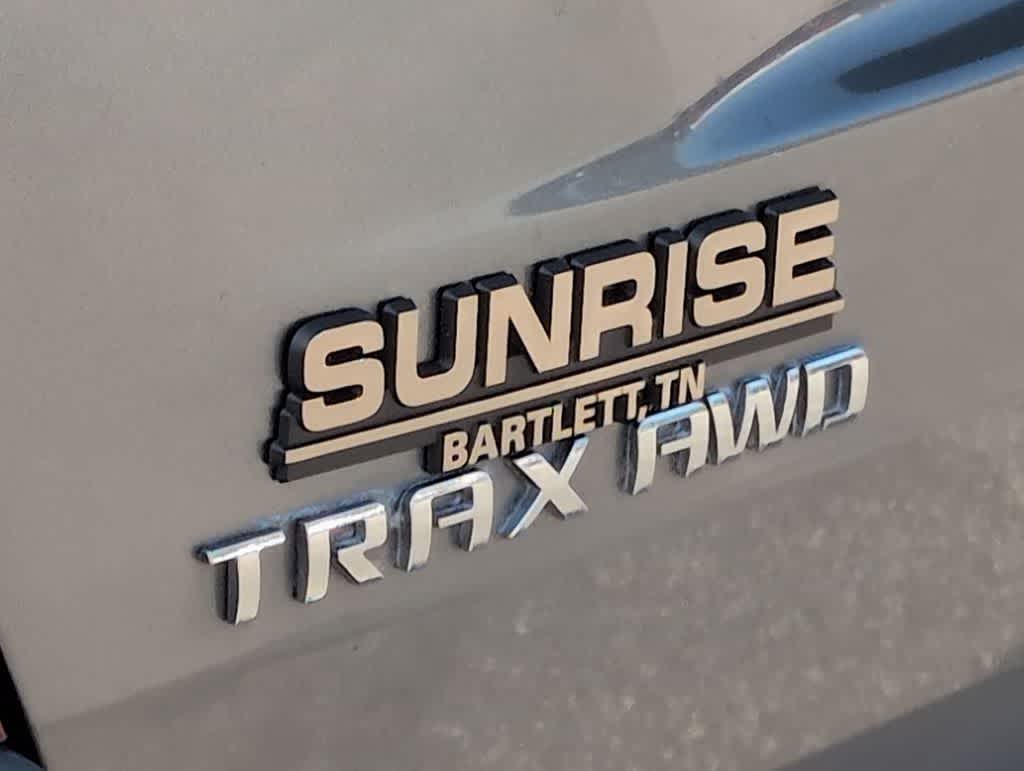 SUNRISE
BARTLETT, TN
TRAX AWD